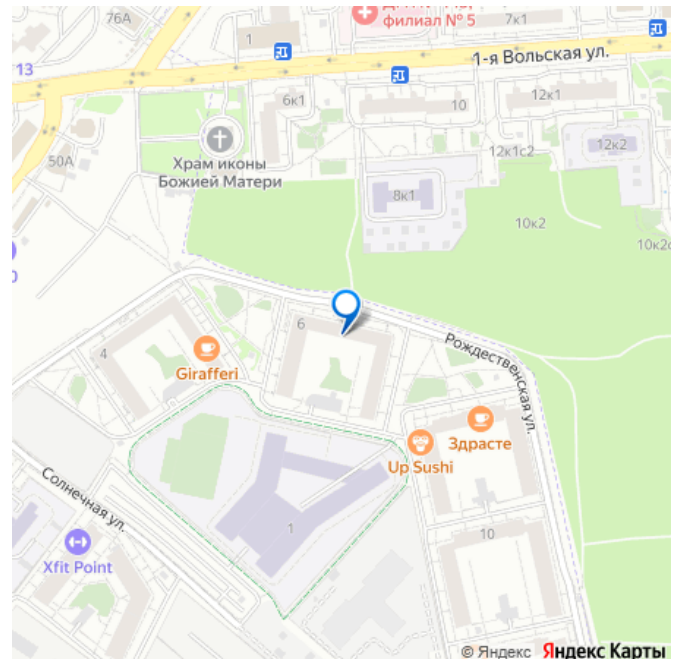 76А
филиал № 5
7к1
1
13
1-я Вольская ул.
6к1
10
12к1
50А
Храм иконы
Божией Матери
12к1с2
12к2
8к1
10к2
6
4
Girafferi
Рождественская ул.
Здрасте
Up Sushi
Солнечная ул.
1
10
Xfit Point
© Яндекс Яндекс Карты